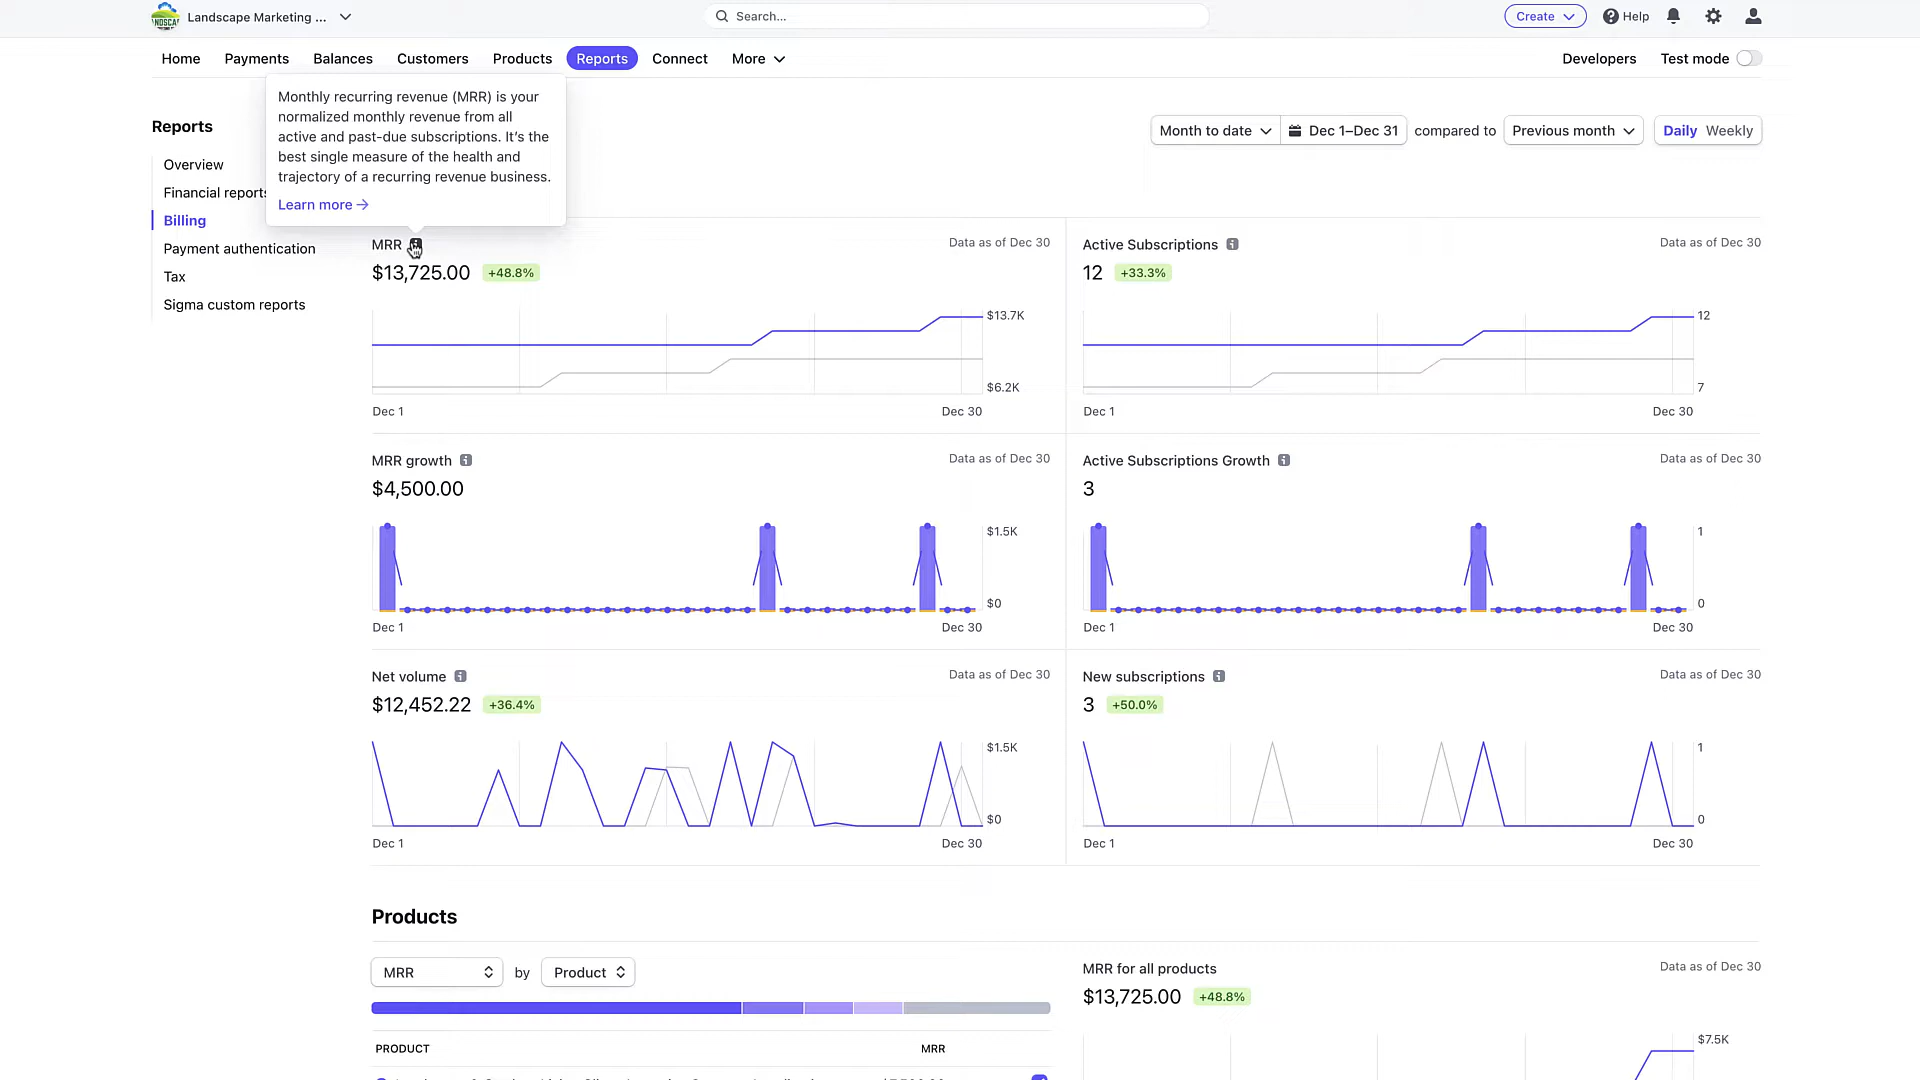 Landscape Marketing ...
Search...
Create
Help
Home
Payments
Balances
Customers
Products
Reports
Connect
More
Developers
Test mode
Monthly recurring revenue (MRR) is your
normalized monthly revenue from all
active and past-due subscriptions. It's the
best single measure of the health and
trajectory of a recurring revenue business.
Learn more →
Reports
Overview
Financial reports
Billing
Payment authentication
Tax
Sigma custom reports
Month to date
Dec 1–Dec 31
compared to
Previous month
Daily
Weekly
MRR
Data as of Dec 30
$13,725.00
+48.8%
$13.7K
$6.2K
Dec 1
Dec 30
Active Subscriptions
Data as of Dec 30
12
+33.3%
12
7
Dec 1
Dec 30
MRR growth
Data as of Dec 30
$4,500.00
$1.5K
$0
Dec 1
Dec 30
Active Subscriptions Growth
Data as of Dec 30
3
1
0
Dec 1
Dec 30
Net volume
Data as of Dec 30
$12,452.22
+36.4%
$1.5K
$0
Dec 1
Dec 30
New subscriptions
Data as of Dec 30
3
+50.0%
1
0
Dec 1
Dec 30
Products
MRR
by
Product
PRODUCT
MRR
MRR for all products
Data as of Dec 30
$13,725.00
+48.8%
$7.5K